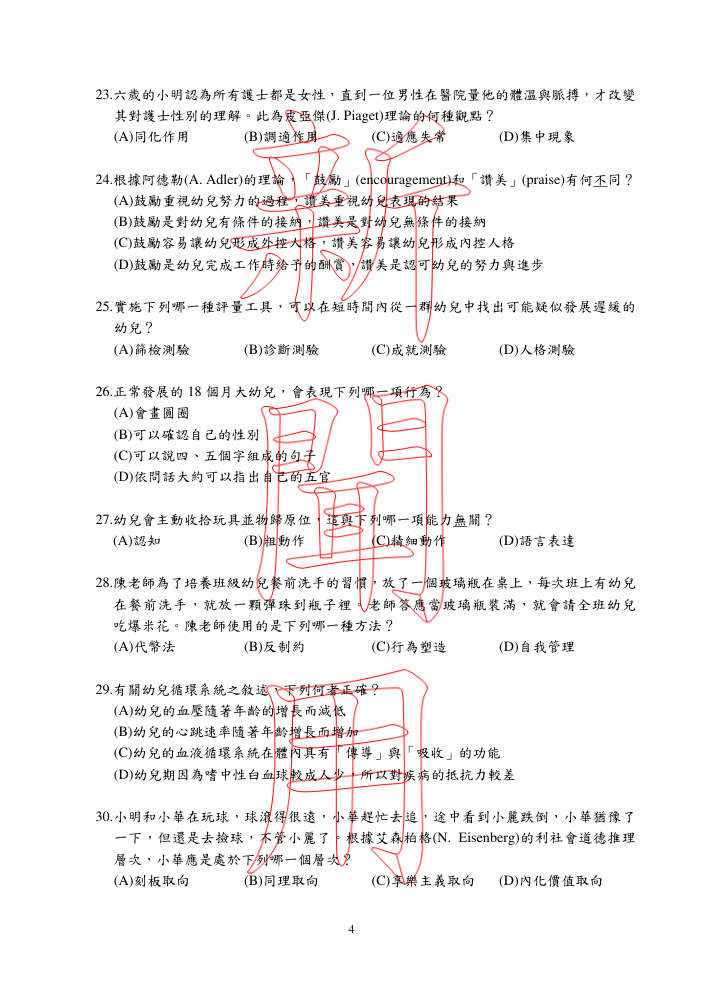 23.六歲的小明認為所有護士都是女性，直到一位男性在醫院量他的體溫與脈搏，才改變
其對護士性別的理解。此為皮亞傑(J. Piaget)理論的何種觀點？
(A)同化作用 (B)調適作用 (C)適應失常 (D)集中現象
24.根據阿德勒(A. Adler)的理論，「鼓勵」(encouragement)和「讚美」(praise)有何不同？
(A)鼓勵重視幼兒努力的過程，讚美重視幼兒表現的結果
(B)鼓勵是對幼兒有條件的接納，讚美是對幼兒無條件的接納
(C)鼓勵容易讓幼兒形成外控人格，讚美容易讓幼兒形成內控人格
(D)鼓勵是幼兒完成工作時給予的酬賞，讚美是認可幼兒的努力與進步
25.實施下列哪一種評量工具，可以在短時間內從一群幼兒中找出可能疑似發展遲緩的
幼兒？
(A)篩檢測驗 (B)診斷測驗 (C)成就測驗 (D)人格測驗
26.正常發展的 18 個月大幼兒，會表現下列哪一項行為？
(A)會畫圓圈
(B)可以確認自己的性別
(C)可以說四、五個字組成的句子
(D)依問話大約可以指出自己的五官
27.幼兒會主動收拾玩具並物歸原位，這與下列哪一項能力無關？
(A)認知 (B)粗動作 (C)精細動作 (D)語言表達
28.陳老師為了培養班級幼兒餐前洗手的習慣，放了一個玻璃瓶在桌上，每次班上有幼兒
在餐前洗手，就放一顆彈珠到瓶子裡。老師答應當玻璃瓶裝滿，就會請全班幼兒
吃爆米花。陳老師使用的是下列哪一種方法？
(A)代幣法 (B)反制約 (C)行為塑造 (D)自我管理
29.有關幼兒循環系統之敘述，下列何者正確？
(A)幼兒的血壓隨著年齡的增長而減低
(B)幼兒的心跳速率隨著年齡增長而增加
(C)幼兒的血液循環系統在體內具有「傳導」與「吸收」的功能
(D)幼兒期因為嗜中性白血球較成人少，所以對疾病的抵抗力較差
30.小明和小華在玩球，球滾得很遠，小華趕忙去追，途中看到小麗跌倒，小華猶豫了
一下，但還是去撿球，不管小麗了。根據艾森柏格(N. Eisenberg)的利社會道德推理
層次，小華應是處於下列哪一個層次？
(A)刻板取向 (B)同理取向 (C)享樂主義取向 (D)內化價值取向
4
新聞用